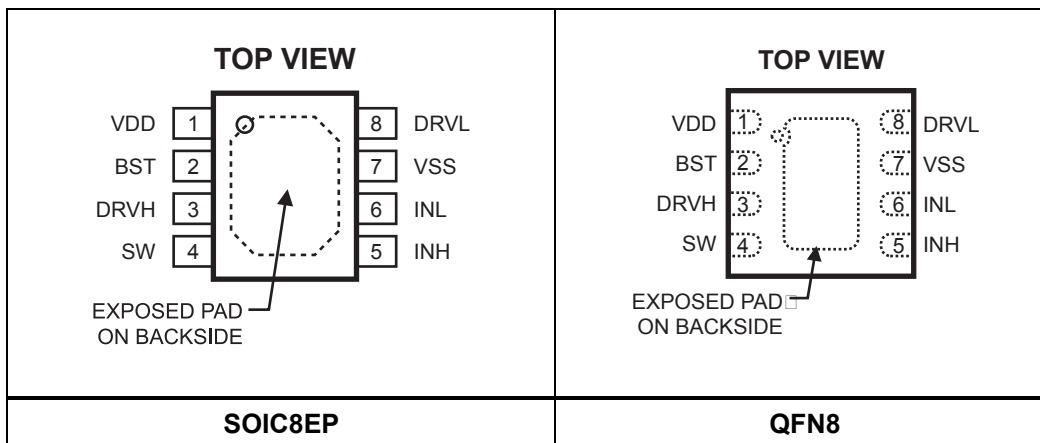 TOP VIEW
VDD 1 8 DRVL
BST 2 7 VSS
DRVH 3 6 INL
SW 4 5 INH
EXPOSED PAD
ON BACKSIDE
SOIC8EP
TOP VIEW
VDD 1 8 DRVL
BST 2 7 VSS
DRVH 3 6 INL
SW 4 5 INH
EXPOSED PAD
ON BACKSIDE
QFN8